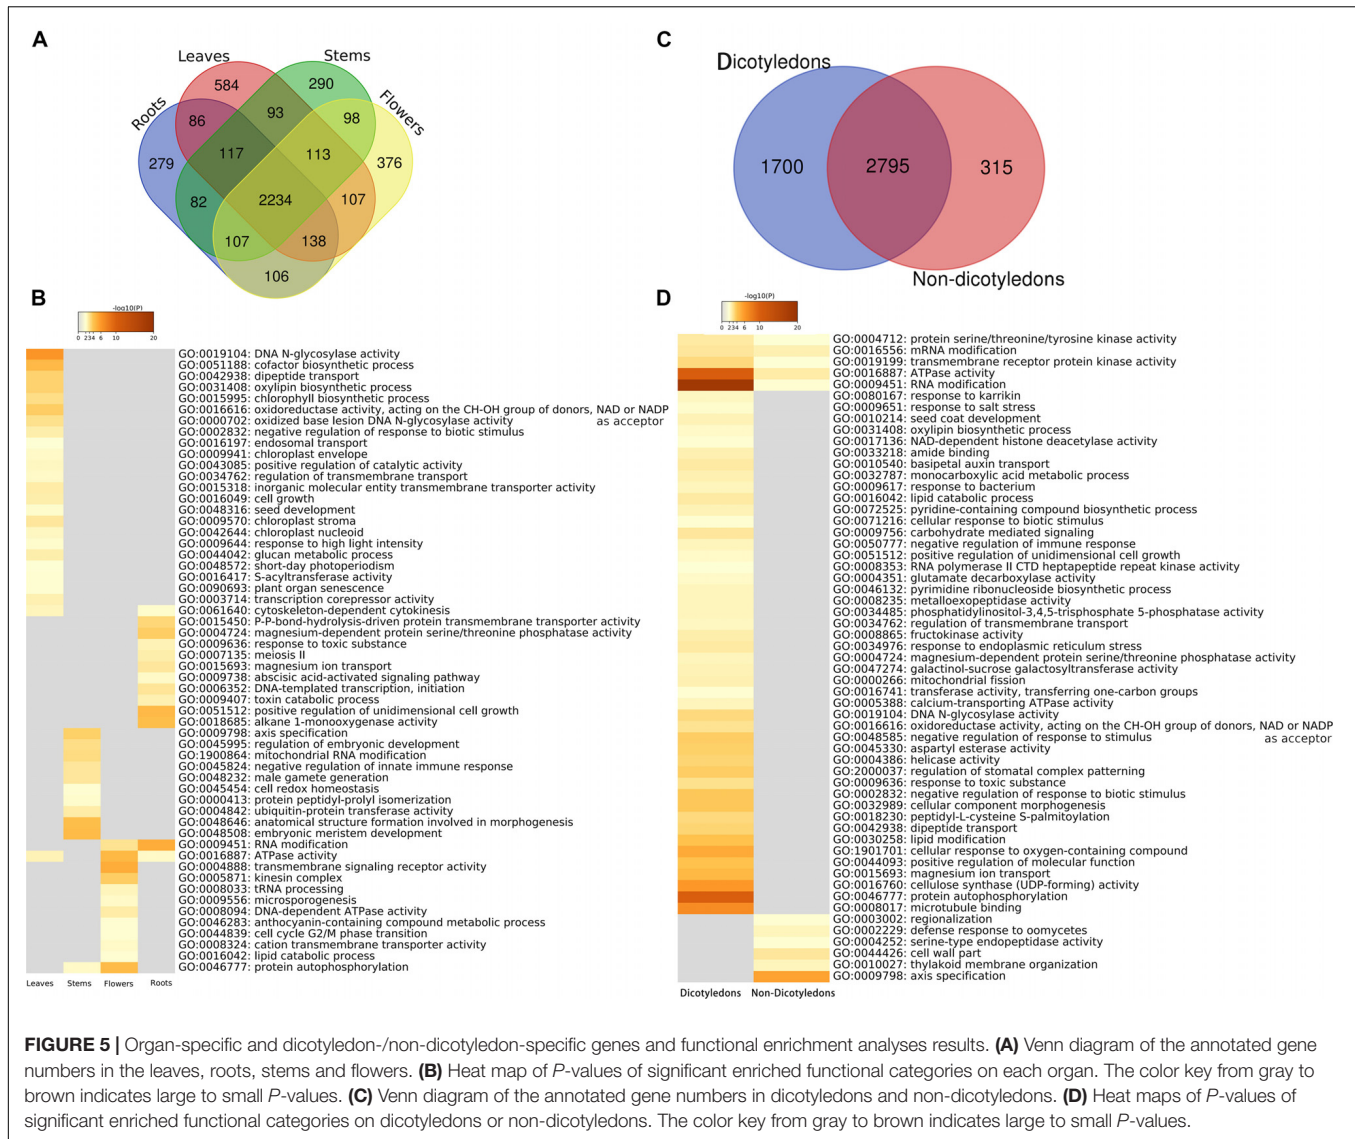 A
Leaves
Stems
Roots
Flowers
584
290
86
93
98
279
117
113
376
82
2234
107
107
138
106
C
Dicotyledons
1700
2795
315
Non-dicotyledons
B
-log10(P)
0 234 6 10 20
GO:0019104: DNA N-glycosylase activity
GO:0051188: cofactor biosynthetic process
GO:0042938: dipeptide transport
GO:0031408: oxylipin biosynthetic process
GO:0015995: chlorophyll biosynthetic process
GO:0016616: oxidoreductase activity, acting on the CH-OH group of donors, NAD or NADP
as acceptor
GO:0000702: oxidized base lesion DNA N-glycosylase activity
GO:0002832: negative regulation of response to biotic stimulus
GO:0016197: endosomal transport
GO:0009941: chloroplast envelope
GO:0043085: positive regulation of catalytic activity
GO:0034762: regulation of transmembrane transport
GO:0015318: inorganic molecular entity transmembrane transporter activity
GO:0016049: cell growth
GO:0048316: seed development
GO:0009570: chloroplast stroma
GO:0042644: chloroplast nucleoid
GO:0009644: response to high light intensity
GO:0044042: glucan metabolic process
GO:0048572: short-day photoperiodism
GO:0016417: S-acyltransferase activity
GO:0090693: plant organ senescence
GO:0003714: transcription corepressor activity
GO:0061640: cytoskeleton-dependent cytokinesis
GO:0015450: P-P-bond-hydrolysis-driven protein transmembrane transporter activity
GO:0004724: magnesium-dependent protein serine/threonine phosphatase activity
GO:0009636: response to toxic substance
GO:0007135: meiosis II
GO:0015693: magnesium ion transport
GO:0009738: abscisic acid-activated signaling pathway
GO:0006352: DNA-templated transcription, initiation
GO:0009407: toxin catabolic process
GO:0051512: positive regulation of unidimensional cell growth
GO:0018685: alkane 1-monooxygenase activity
GO:0009798: axis specification
GO:0045995: regulation of embryonic development
GO:1900864: mitochondrial RNA modification
GO:0045824: negative regulation of innate immune response
GO:0048232: male gamete generation
GO:0045454: cell redox homeostasis
GO:0000413: protein peptidyl-prolyl isomerization
GO:0004842: ubiquitin-protein transferase activity
GO:0048646: anatomical structure formation involved in morphogenesis
GO:0048508: embryonic meristem development
GO:0009451: RNA modification
GO:0016887: ATPase activity
GO:0004888: transmembrane signaling receptor activity
GO:0005871: kinesin complex
GO:0008033: tRNA processing
GO:0009556: microsporogenesis
GO:0008094: DNA-dependent ATPase activity
GO:0046283: anthocyanin-containing compound metabolic process
GO:0044839: cell cycle G2/M phase transition
GO:0008324: cation transmembrane transporter activity
GO:0016042: lipid catabolic process
GO:0046777: protein autophosphorylation
Leaves Stems Flowers Roots
D
-log10(P)
0 234 6 10 20
GO:0004712: protein serine/threonine/tyrosine kinase activity
GO:0016556: mRNA modification
GO:0019199: transmembrane receptor protein kinase activity
GO:0016887: ATPase activity
GO:0009451: RNA modification
GO:0080167: response to karrikin
GO:0009651: response to salt stress
GO:0010214: seed coat development
GO:0031408: oxylipin biosynthetic process
GO:0017136: NAD-dependent histone deacetylase activity
GO:0033218: amide binding
GO:0010540: basipetal auxin transport
GO:0032787: monocarboxylic acid metabolic process
GO:0009617: response to bacterium
GO:0016042: lipid catabolic process
GO:0072525: pyridine-containing compound biosynthetic process
GO:0071216: cellular response to biotic stimulus
GO:0009756: carbohydrate mediated signaling
GO:0050777: negative regulation of immune response
GO:0051512: positive regulation of unidimensional cell growth
GO:0008353: RNA polymerase II CTD heptapeptide repeat kinase activity
GO:0004351: glutamate decarboxylase activity
GO:0046132: pyrimidine ribonucleoside biosynthetic process
GO:0008235: metalloexopeptidase activity
GO:0034485: phosphatidylinositol-3,4,5-trisphosphate 5-phosphatase activity
GO:0034762: regulation of transmembrane transport
GO:0008865: fructokinase activity
GO:0034976: response to endoplasmic reticulum stress
GO:0004724: magnesium-dependent protein serine/threonine phosphatase activity
GO:0047274: galactinol-sucrose galactosyltransferase activity
GO:0000266: mitochondrial fission
GO:0016741: transferase activity, transferring one-carbon groups
GO:0005388: calcium-transporting ATPase activity
GO:0019104: DNA N-glycosylase activity
GO:0016616: oxidoreductase activity, acting on the CH-OH group of donors, NAD or NADP
as acceptor
GO:0048585: negative regulation of response to stimulus
GO:0045330: aspartyl esterase activity
GO:0004386: helicase activity
GO:2000037: regulation of stomatal complex patterning
GO:0009636: response to toxic substance
GO:0002832: negative regulation of response to biotic stimulus
GO:0032989: cellular component morphogenesis
GO:0018230: peptidyl-L-cysteine S-palmitoylation
GO:0042938: dipeptide transport
GO:0030258: lipid modification
GO:1901701: cellular response to oxygen-containing compound
GO:0044093: positive regulation of molecular function
GO:0015693: magnesium ion transport
GO:0016760: cellulose synthase (UDP-forming) activity
GO:0046777: protein autophosphorylation
GO:0008017: microtubule binding
GO:0003002: regionalization
GO:0002229: defense response to oomycetes
GO:0004252: serine-type endopeptidase activity
GO:0044426: cell wall part
GO:0010027: thylakoid membrane organization
GO:0009798: axis specification
Dicotyledons Non-Dicotyledons
FIGURE 5 | Organ-specific and dicotyledon-/non-dicotyledon-specific genes and functional enrichment analyses results. (A) Venn diagram of the annotated gene
numbers in the leaves, roots, stems and flowers. (B) Heat map of P-values of significant enriched functional categories on each organ. The color key from gray to
brown indicates large to small P-values. (C) Venn diagram of the annotated gene numbers in dicotyledons and non-dicotyledons. (D) Heat maps of P-values of
significant enriched functional categories on dicotyledons or non-dicotyledons. The color key from gray to brown indicates large to small P-values.